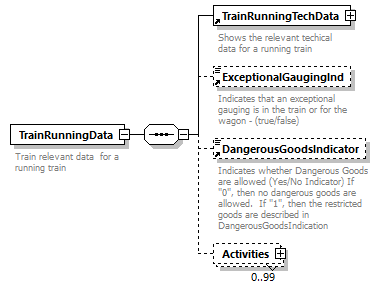 TrainRunningTechData
Shows the relevant techical
data for a running train
ExceptionalGaugingInd
Indicates that an exceptional
gauging is in the train or for the
wagon - (true/false)
TrainRunningData
Train relevant data for a
running train
DangerousGoodsIndicator
Indicates whether Dangerous Goods
are allowed (Yes/No Indicator) If
"0", then no dangerous goods are
allowed. If "1", then the restricted
goods are described in
DangerousGoodsIndication
Activities
0..99